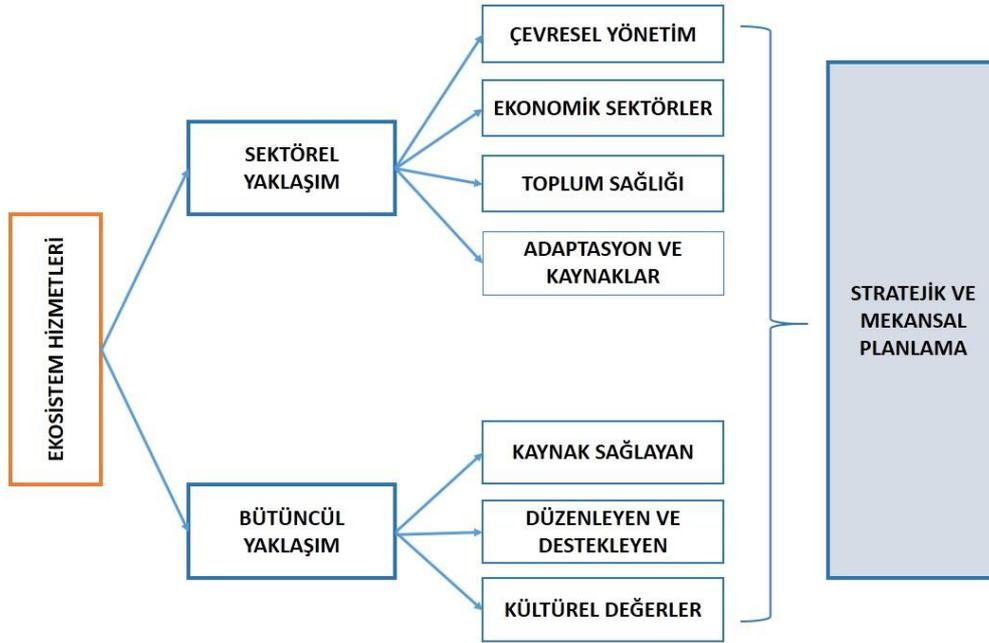 EKOSİSTEM HİZMETLERİ
SEKTÖREL
YAKLAŞIM
ÇEVRESEL YÖNETİM
EKONOMİK SEKTÖRLER
TOPLUM SAĞLIĞI
ADAPTASYON VE
KAYNAKLAR
BÜTÜNCÜL
YAKLAŞIM
KAYNAK SAĞLAYAN
DÜZENLEYEN VE
DESTEKLEYEN
KÜLTÜREL DEĞERLER
STRATEJİK VE
MEKANSAL
PLANLAMA